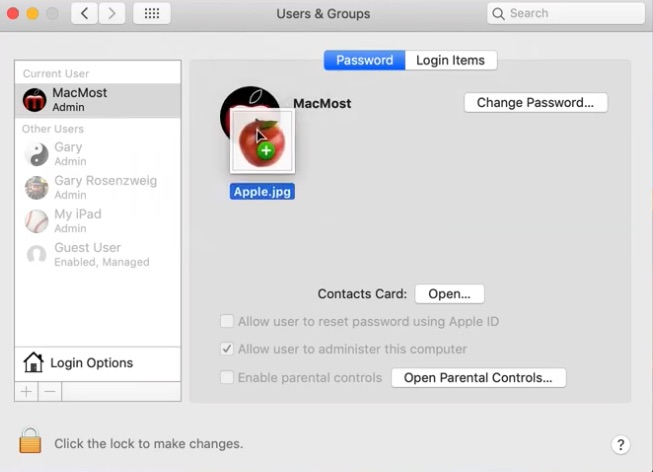 Users & Groups
Search
Password
Login Items
Current User
MacMost
Admin
Other Users
Gary
Admin
Gary Rosenzweig
Admin
My iPad
Admin
Guest User
Enabled, Managed
Login Options
MacMost
Change Password...
Apple.jpg
Contacts Card:
Open...
Allow user to reset password using Apple ID
Allow user to administer this computer
Enable parental controls
Open Parental Controls...
Click the lock to make changes.
?